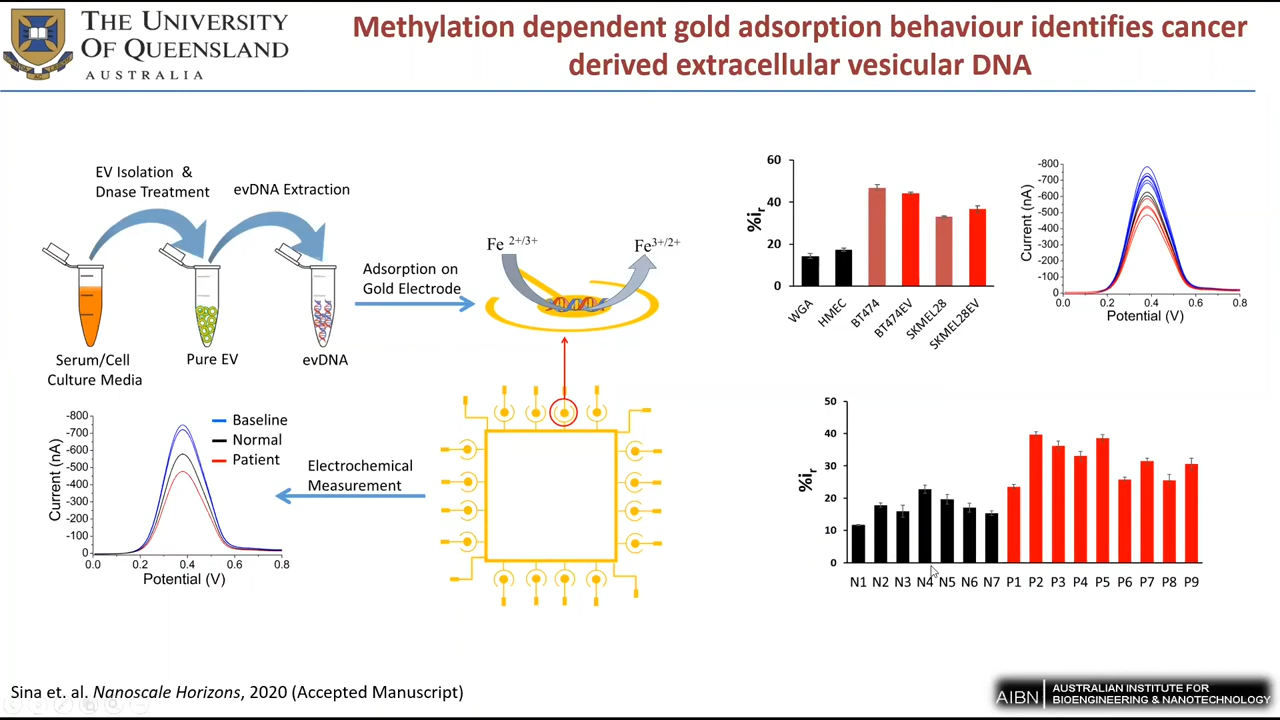 THE UNIVERSITY
OF QUEENSLAND
AUSTRALIA
Methylation dependent gold adsorption behaviour identifies cancer
derived extracellular vesicular DNA
EV Isolation &
Dnase Treatment
evDNA Extraction
Serum/Cell
Culture Media
Pure EV
evDNA
Adsorption on
Gold Electrode
Fe 2+/3+
Fe3+/2+
Electrochemical
Measurement
-800
-700
-600
-500
-400
-300
-200
-100
0
Current (nA)
0.0 0.2 0.4 0.6 0.8
Potential (V)
Baseline
Normal
Patient
60
40
20
0
%ir
WGA HMEC BT474 BT474EV SKMEL28 SKMEL28EV
-800
-700
-600
-500
-400
-300
-200
-100
Current (nA)
0.0 0.2 0.4 0.6 0.8
Potential (V)
50
40
30
20
10
0
%ir
N1 N2 N3 N4 N5 N6 N7 P1 P2 P3 P4 P5 P6 P7 P8 P9
Sina et. al. Nanoscale Horizons, 2020 (Accepted Manuscript)
AIBN
AUSTRALIAN INSTITUTE FOR
BIOENGINEERING & NANOTECHNOLOGY